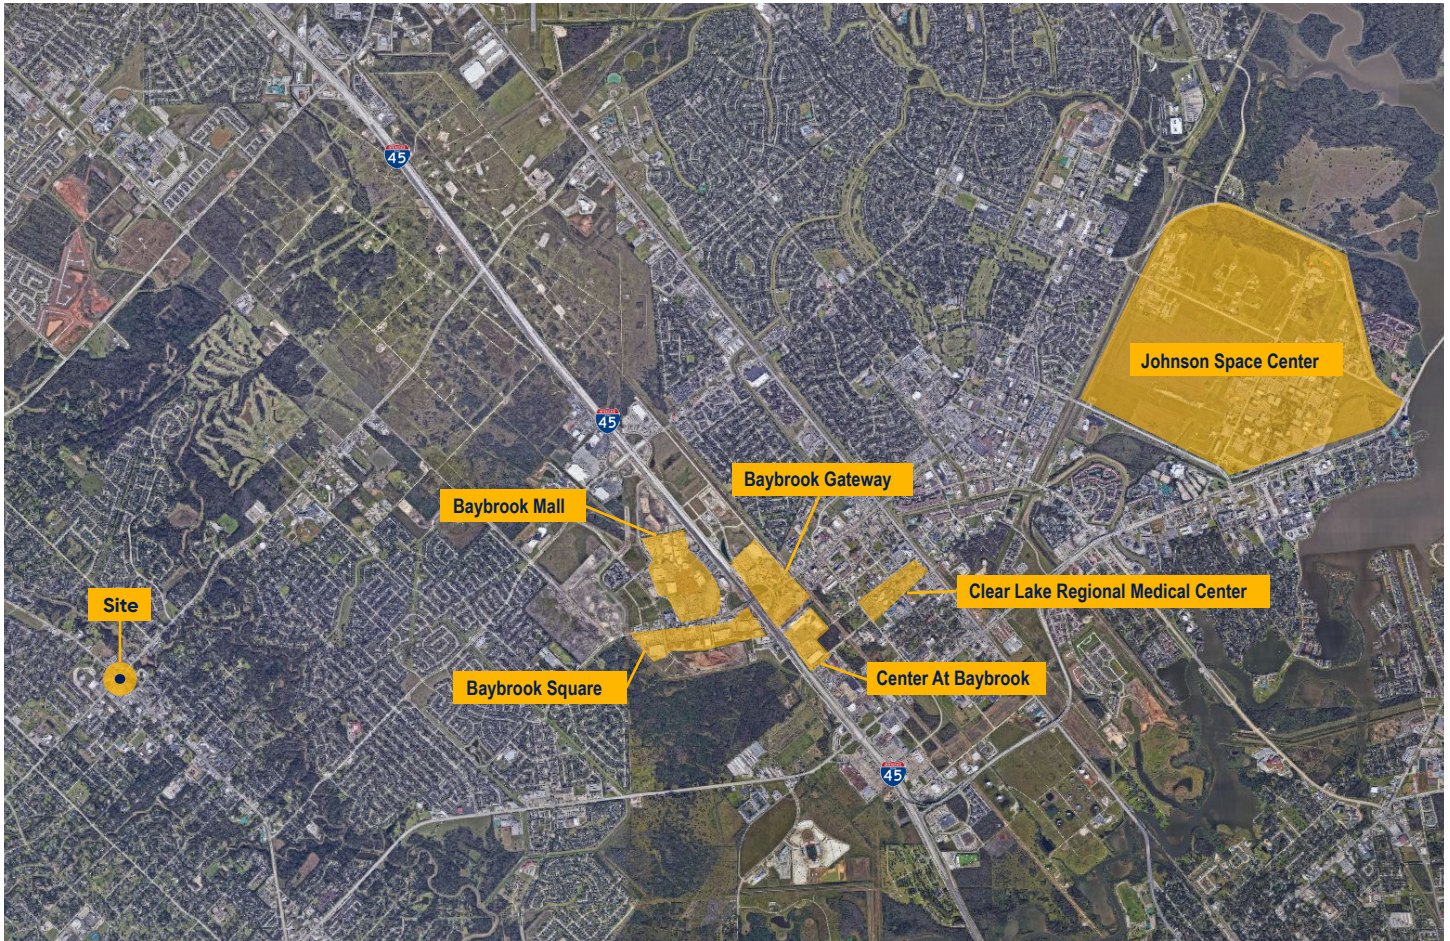 45
Johnson Space Center
45
Baybrook Gateway
Baybrook Mall
Clear Lake Regional Medical Center
Site
Center At Baybrook
Baybrook Square
45